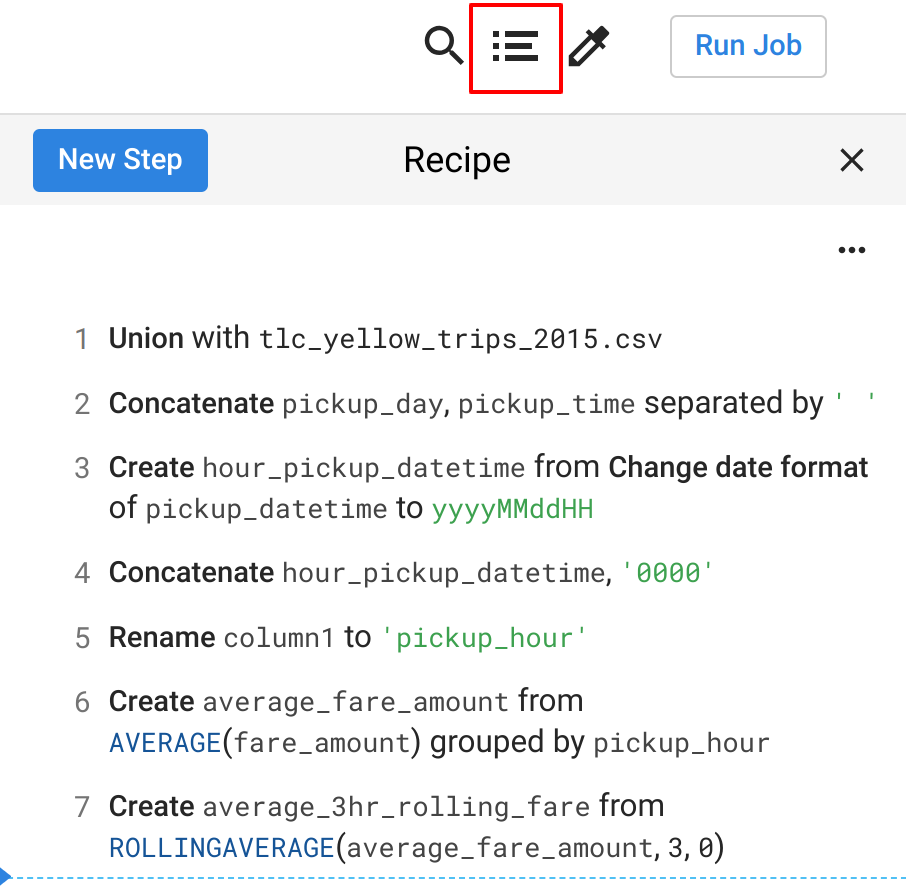 Run Job
New Step
Recipe
1 Union with tlc_yellow_trips_2015.csv
2 Concatenate pickup_day, pickup_time separated by ' '
3 Create hour_pickup_datetime from Change date format
of pickup_datetime to yyyyMMddHH
4 Concatenate hour_pickup_datetime, '0000'
5 Rename column1 to 'pickup_hour'
6 Create average_fare_amount from
AVERAGE(fare_amount) grouped by pickup_hour
7 Create average_3hr_rolling_fare from
ROLLINGAVERAGE(average_fare_amount, 3, 0)